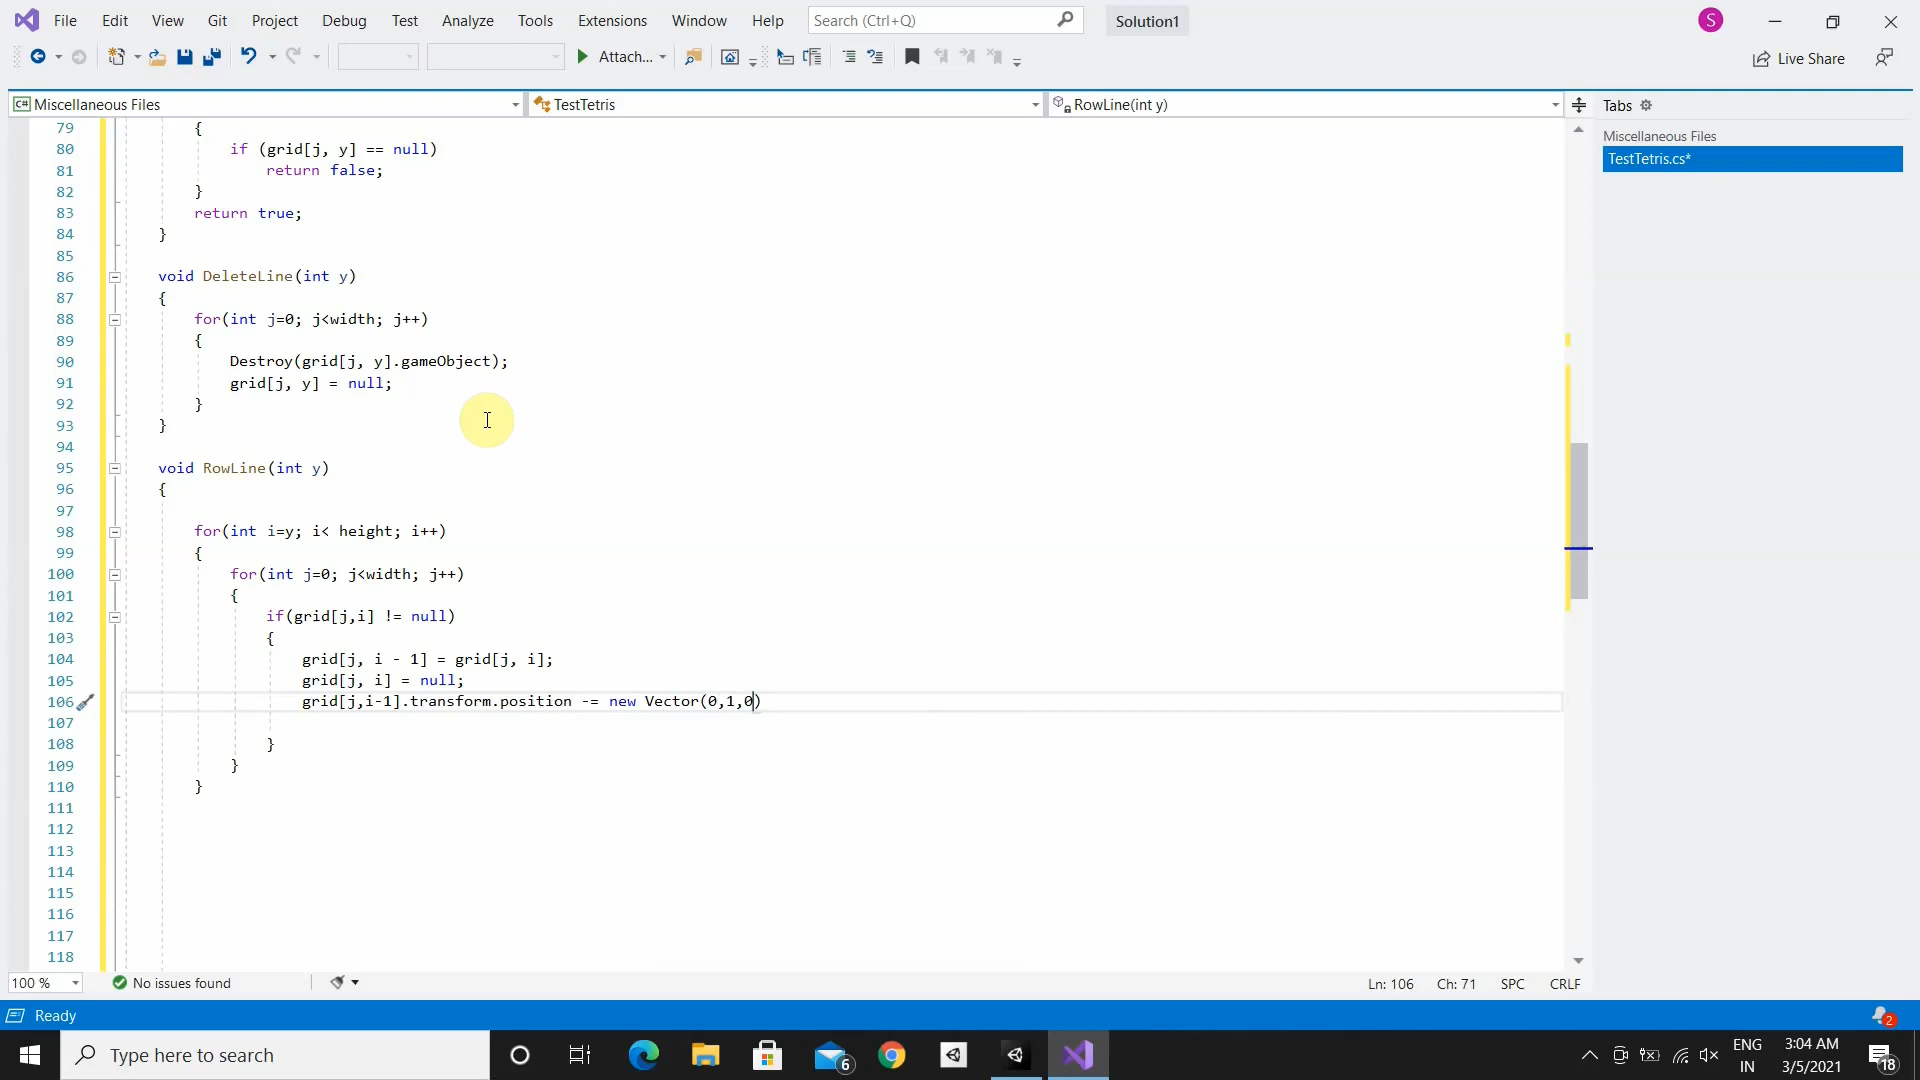 File Edit View Git Project Debug Test Analyze Tools Extensions Window Help Search (Ctrl+Q) Solution1 S
Attach... Live Share
C# Miscellaneous Files TestTetris RowLine(int y) Tabs
Miscellaneous Files
TestTetris.cs*
79 {
80 if (grid[j, y] == null)
81 return false;
82 }
83 return true;
84 }
85
86 void DeleteLine(int y)
87 {
88 for(int j=0; j<width; j++)
89 {
90 Destroy(grid[j, y].gameObject);
91 grid[j, y] = null;
92 }
93 }
94
95 void RowLine(int y)
96 {
97
98 for(int i=y; i< height; i++)
99 {
100 for(int j=0; j<width; j++)
101 {
102 if(grid[j,i] != null)
103 {
104 grid[j, i - 1] = grid[j, i];
105 grid[j, i] = null;
106 grid[j,i-1].transform.position -= new Vector(0,1,0)
107
108 }
109 }
110 }
111
112
113
114
115
116
117
118
100 % No issues found Ln: 106 Ch: 71 SPC CRLF
Ready 2
Type here to search 6 ENG IN 3:04 AM 3/5/2021 18